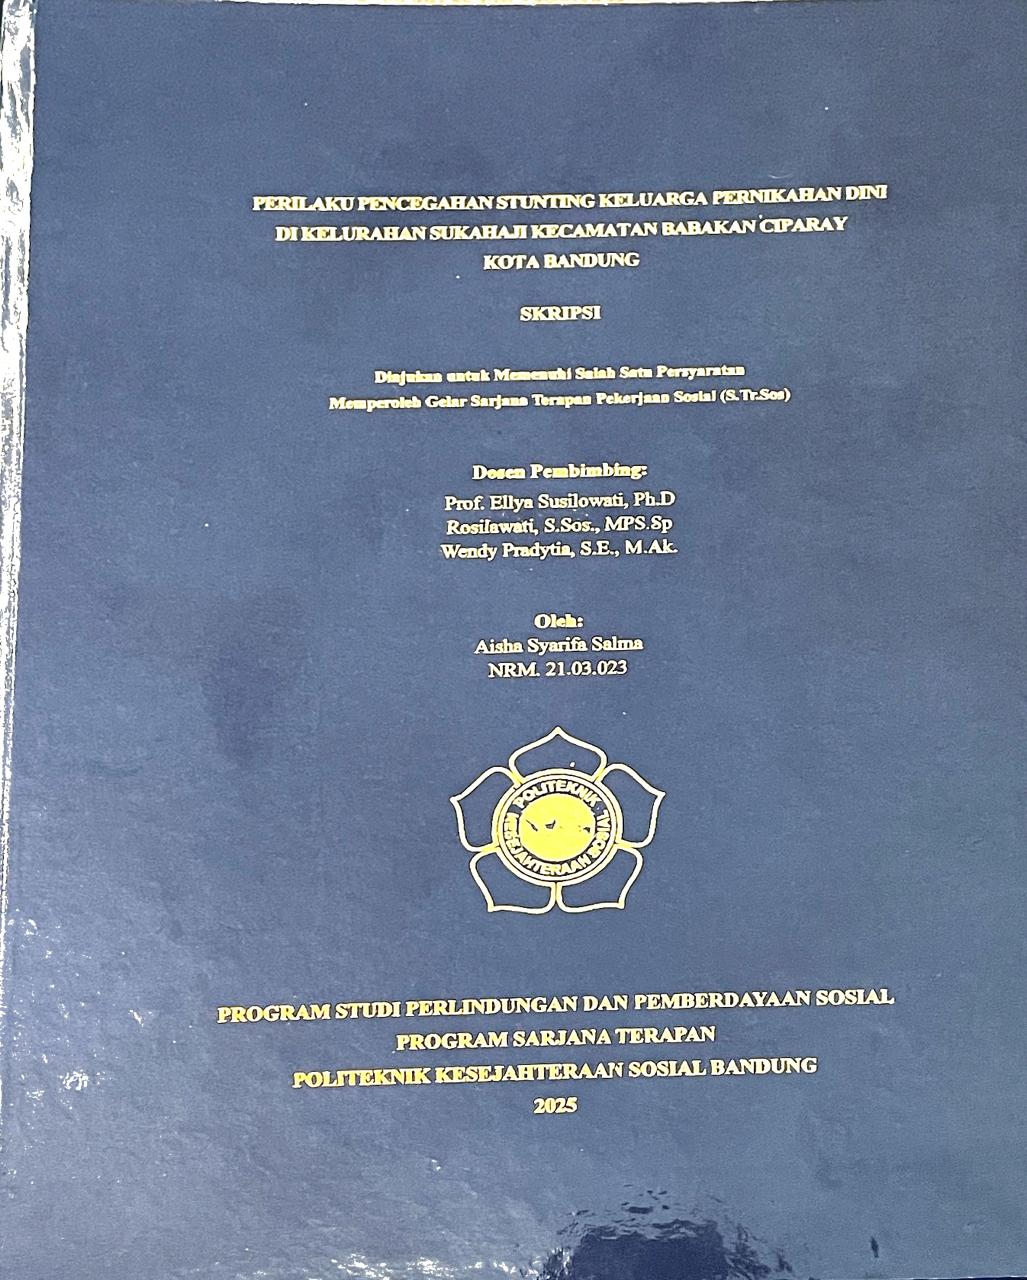 PERILAKU PENCEGAHAN STUNTING KELUARGA PERNIKAHAN DINI
DI KELURAHAN SUKAHAJI KECAMATAN BABAKAN CIPARAY
KOTA BANDUNG
SKRIPSI
Diajukan untuk Memenuhi Salah Satu Persyaratan
Memperoleh Gelar Sarjana Terapan Pekerjaan Sosial (S.Tr.Sos)
Dosen Pembimbing:
Prof. Ellya Susilowati, Ph.D
Rosilawati, S.Sos., MPS.Sp
Wendy Pradytia, S.E., M.Ak.
Oleh:
Aisha Syarifa Salma
NRM. 21.03.023
POLITEKNIK
KESEJAHTERAAN SOSIAL
PROGRAM STUDI PERLINDUNGAN DAN PEMBERDAYAAN SOSIAL
PROGRAM SARJANA TERAPAN
POLITEKNIK KESEJAHTERAAN SOSIAL BANDUNG
2025